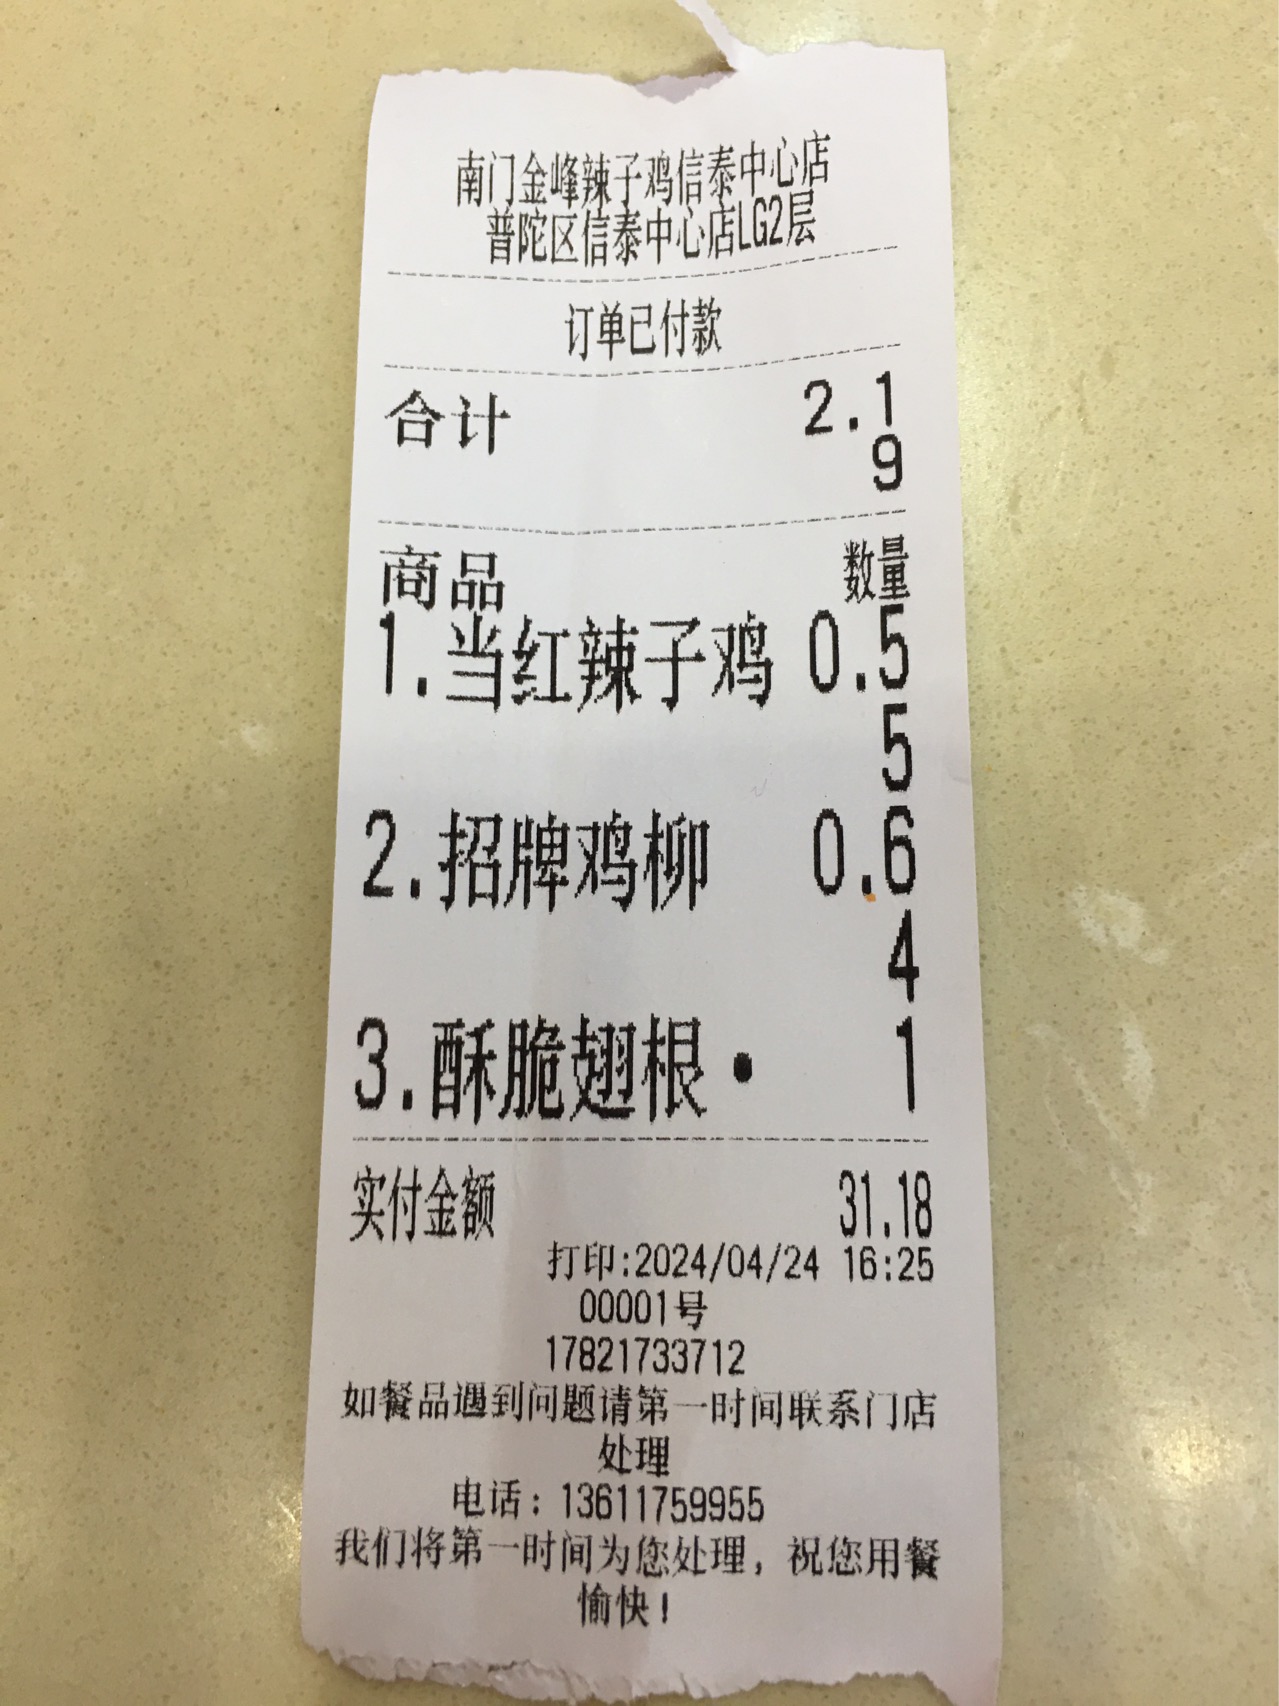 南门金峰辣子鸡信泰中心店
普陀区信泰中心店LG2层
订单已付款
合计 2.1
9
商品 数量
1.当红辣子鸡 0.5
5
2.招牌鸡柳 0.6
4
3.酥脆翅根· 1
实付金额 31.18
打印:2024/04/24 16:25
00001号
17821733712
如餐品遇到问题请第一时间联系门店
处理
电话：13611759955
我们将第一时间为您处理，祝您用餐
愉快！